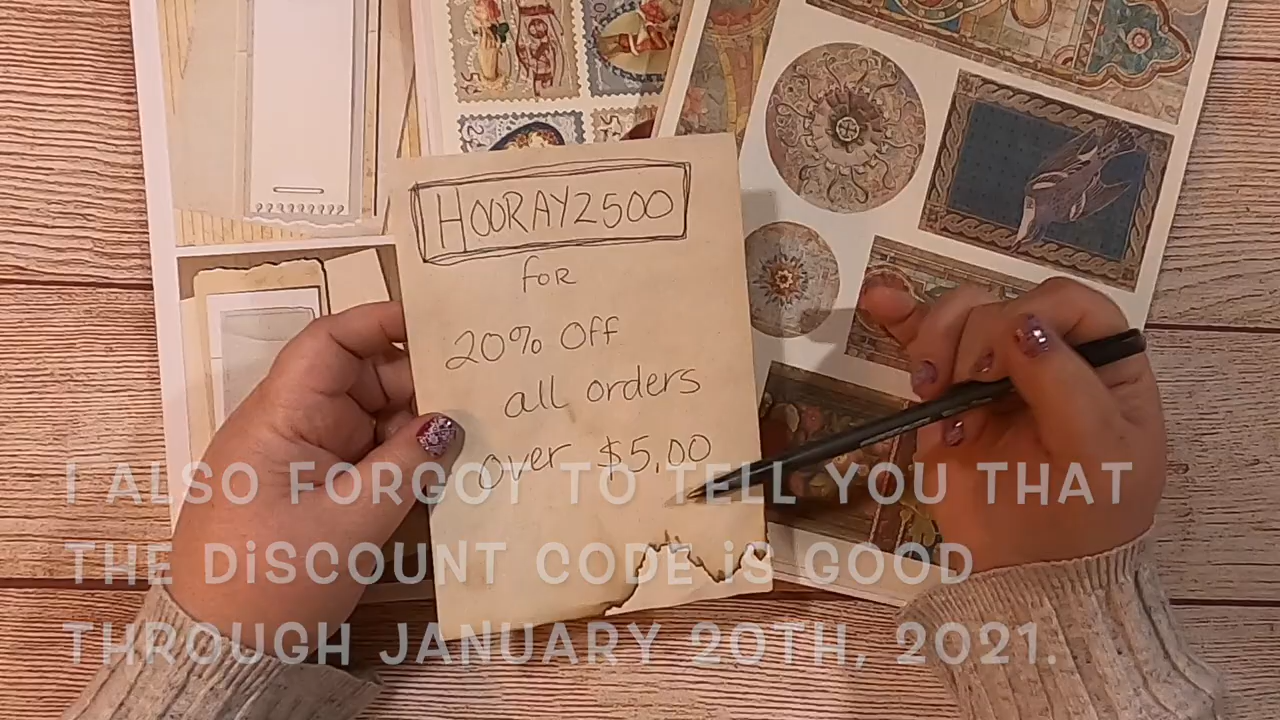 HOORAY2500
for
20% Off
all orders
over $5.00
I ALSO FORGOT TO TELL YOU THAT
THE DiSCOUNT CODE iS GOOD
THROUGH JANUARY 20TH, 2021.